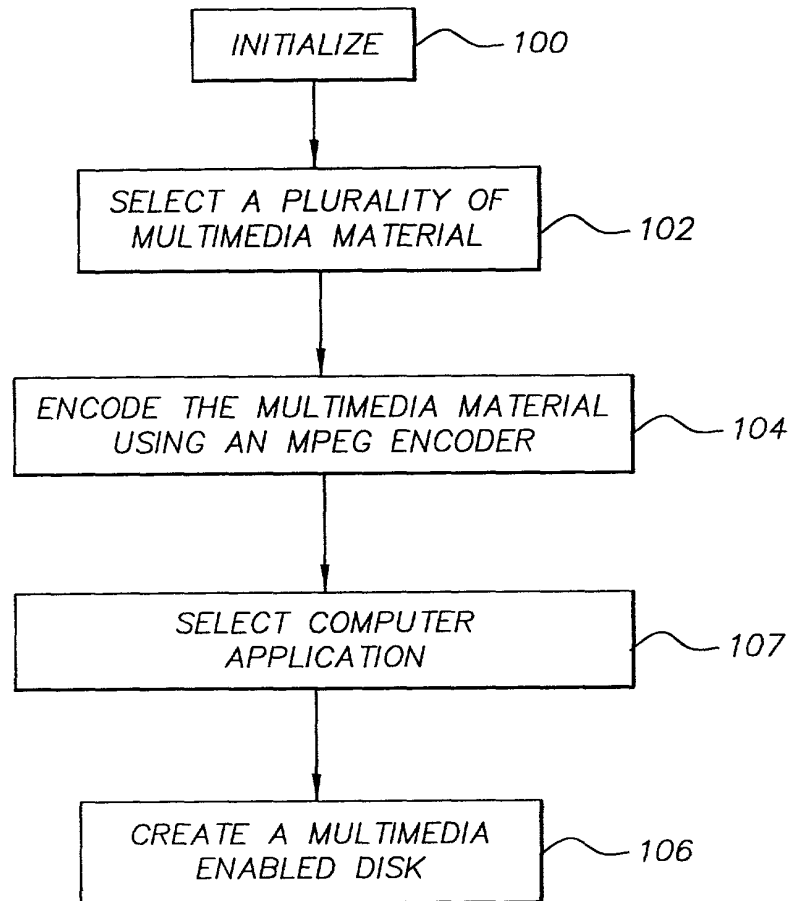 INITIALIZE
100
SELECT A PLURALITY OF
MULTIMEDIA MATERIAL
102
ENCODE THE MULTIMEDIA MATERIAL
USING AN MPEG ENCODER
104
SELECT COMPUTER
APPLICATION
107
CREATE A MULTIMEDIA
ENABLED DISK
106